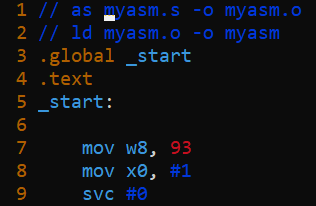 1 // as myasm.s -o myasm.o
2 // ld myasm.o -o myasm
3 .global _start
4 .text
5 _start:
6
7     mov w8, 93
8     mov x0, #1
9     svc #0